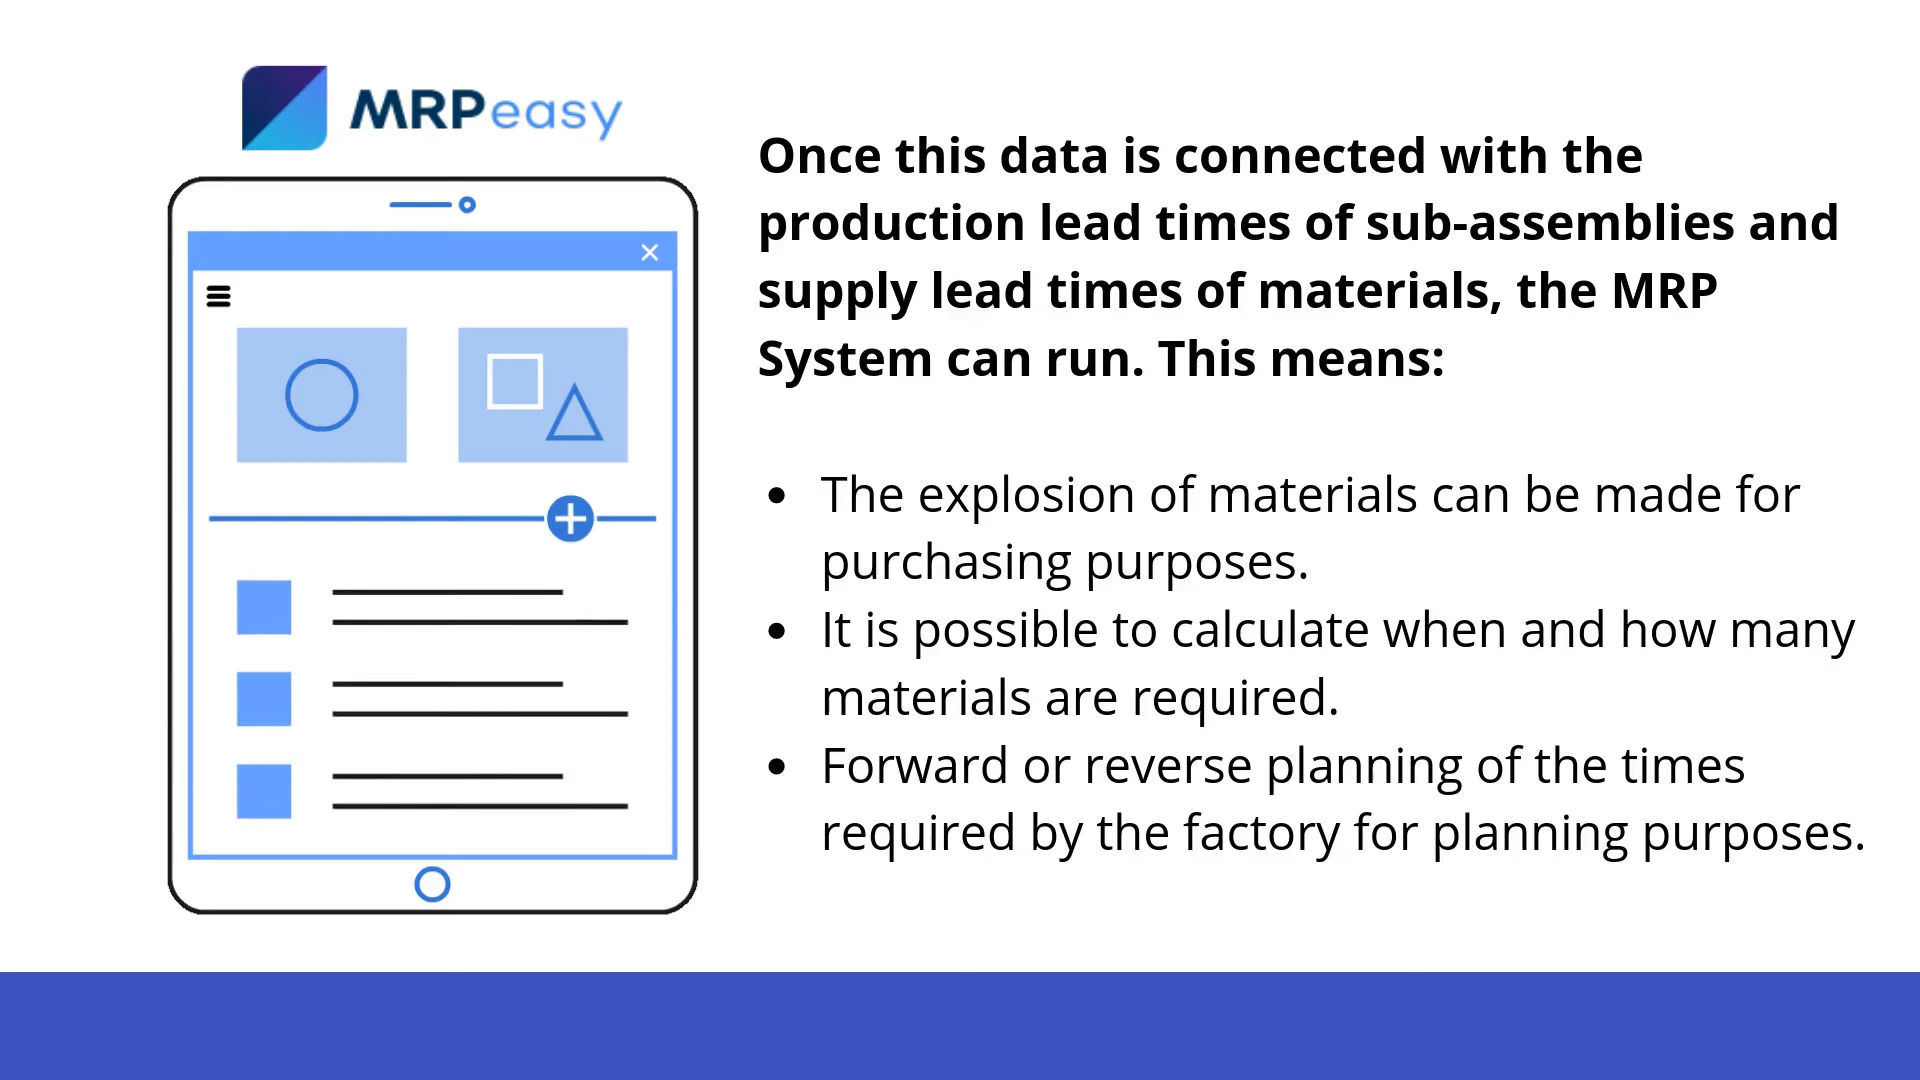 MRPeasy
Once this data is connected with the
production lead times of sub-assemblies and
supply lead times of materials, the MRP
System can run. This means:
• The explosion of materials can be made for
purchasing purposes.
• It is possible to calculate when and how many
materials are required.
• Forward or reverse planning of the times
required by the factory for planning purposes.